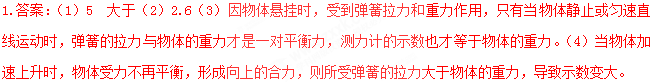 1.答案：（1）5　大于（2）2.6（3）因物体悬挂时，受到弹簧拉力和重力作用，只有当物体静止或匀速直
线运动时，弹簧的拉力与物体的重力才是一对平衡力，测力计的示数也才等于物体的重力。（4）当物体加
速上升时，物体受力不再平衡，形成向上的合力，则所受弹簧的拉力大于物体的重力，导致示数变大。